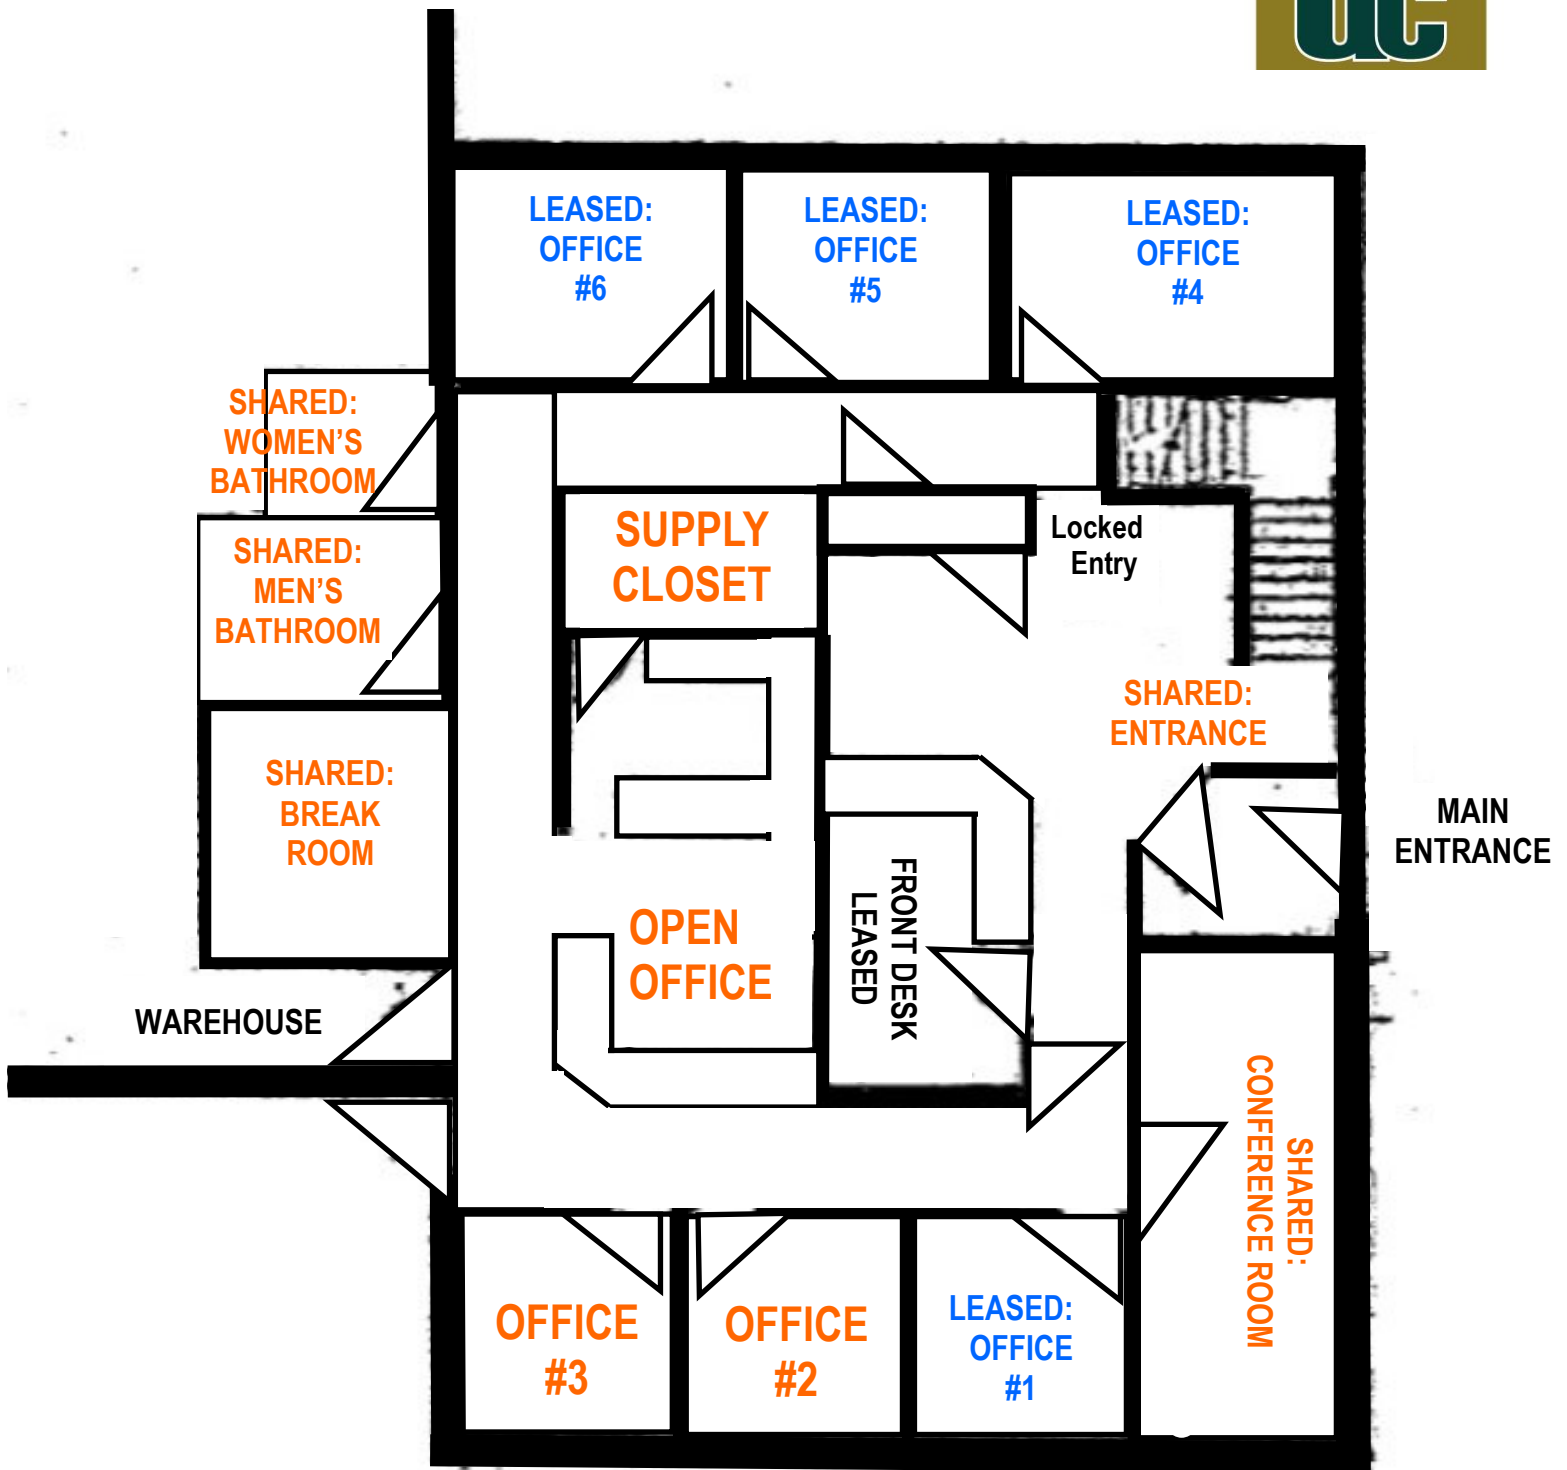 uc
LEASED:
OFFICE
#6
LEASED:
OFFICE
#5
LEASED:
OFFICE
#4
SHARED:
WOMEN'S
BATHROOM
SUPPLY
CLOSET
Locked
Entry
SHARED:
MEN'S
BATHROOM
SHARED:
ENTRANCE
SHARED:
BREAK
ROOM
MAIN
ENTRANCE
OPEN
OFFICE
FRONT DESK
LEASED
WAREHOUSE
SHARED:
CONFERENCE ROOM
OFFICE
#3
OFFICE
#2
LEASED:
OFFICE
#1